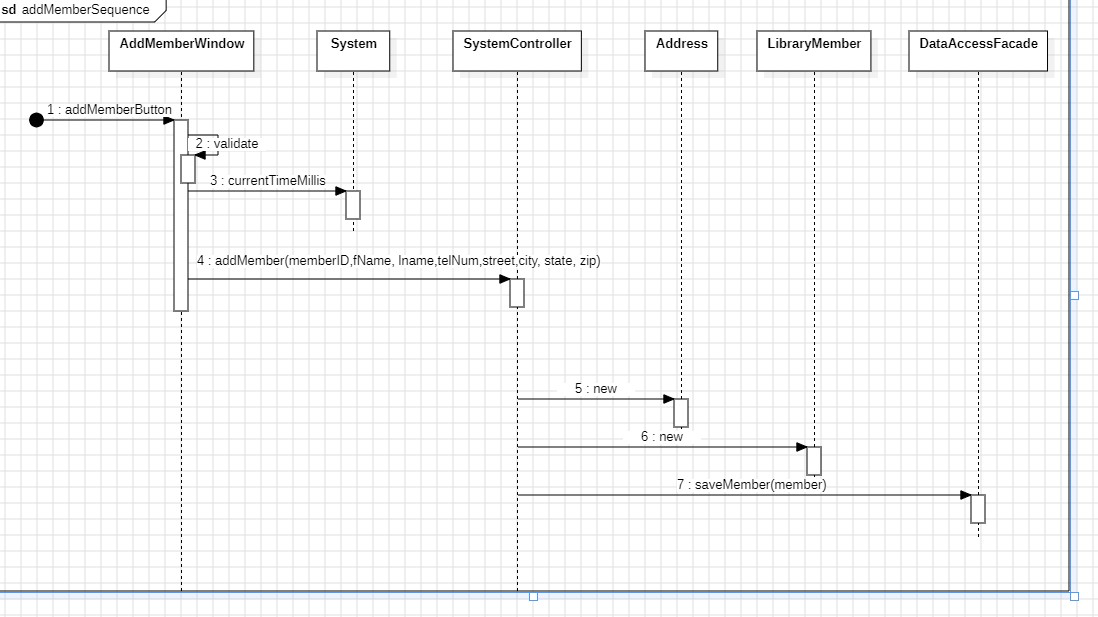 sd addMemberSequence
AddMemberWindow
System
SystemController
Address
LibraryMember
DataAccessFacade
1 : addMemberButton
2 : validate
3 : currentTimeMillis
4 : addMember(memberID,fName, lname,telNum,street,city, state, zip)
5 : new
6 : new
7 : saveMember(member)